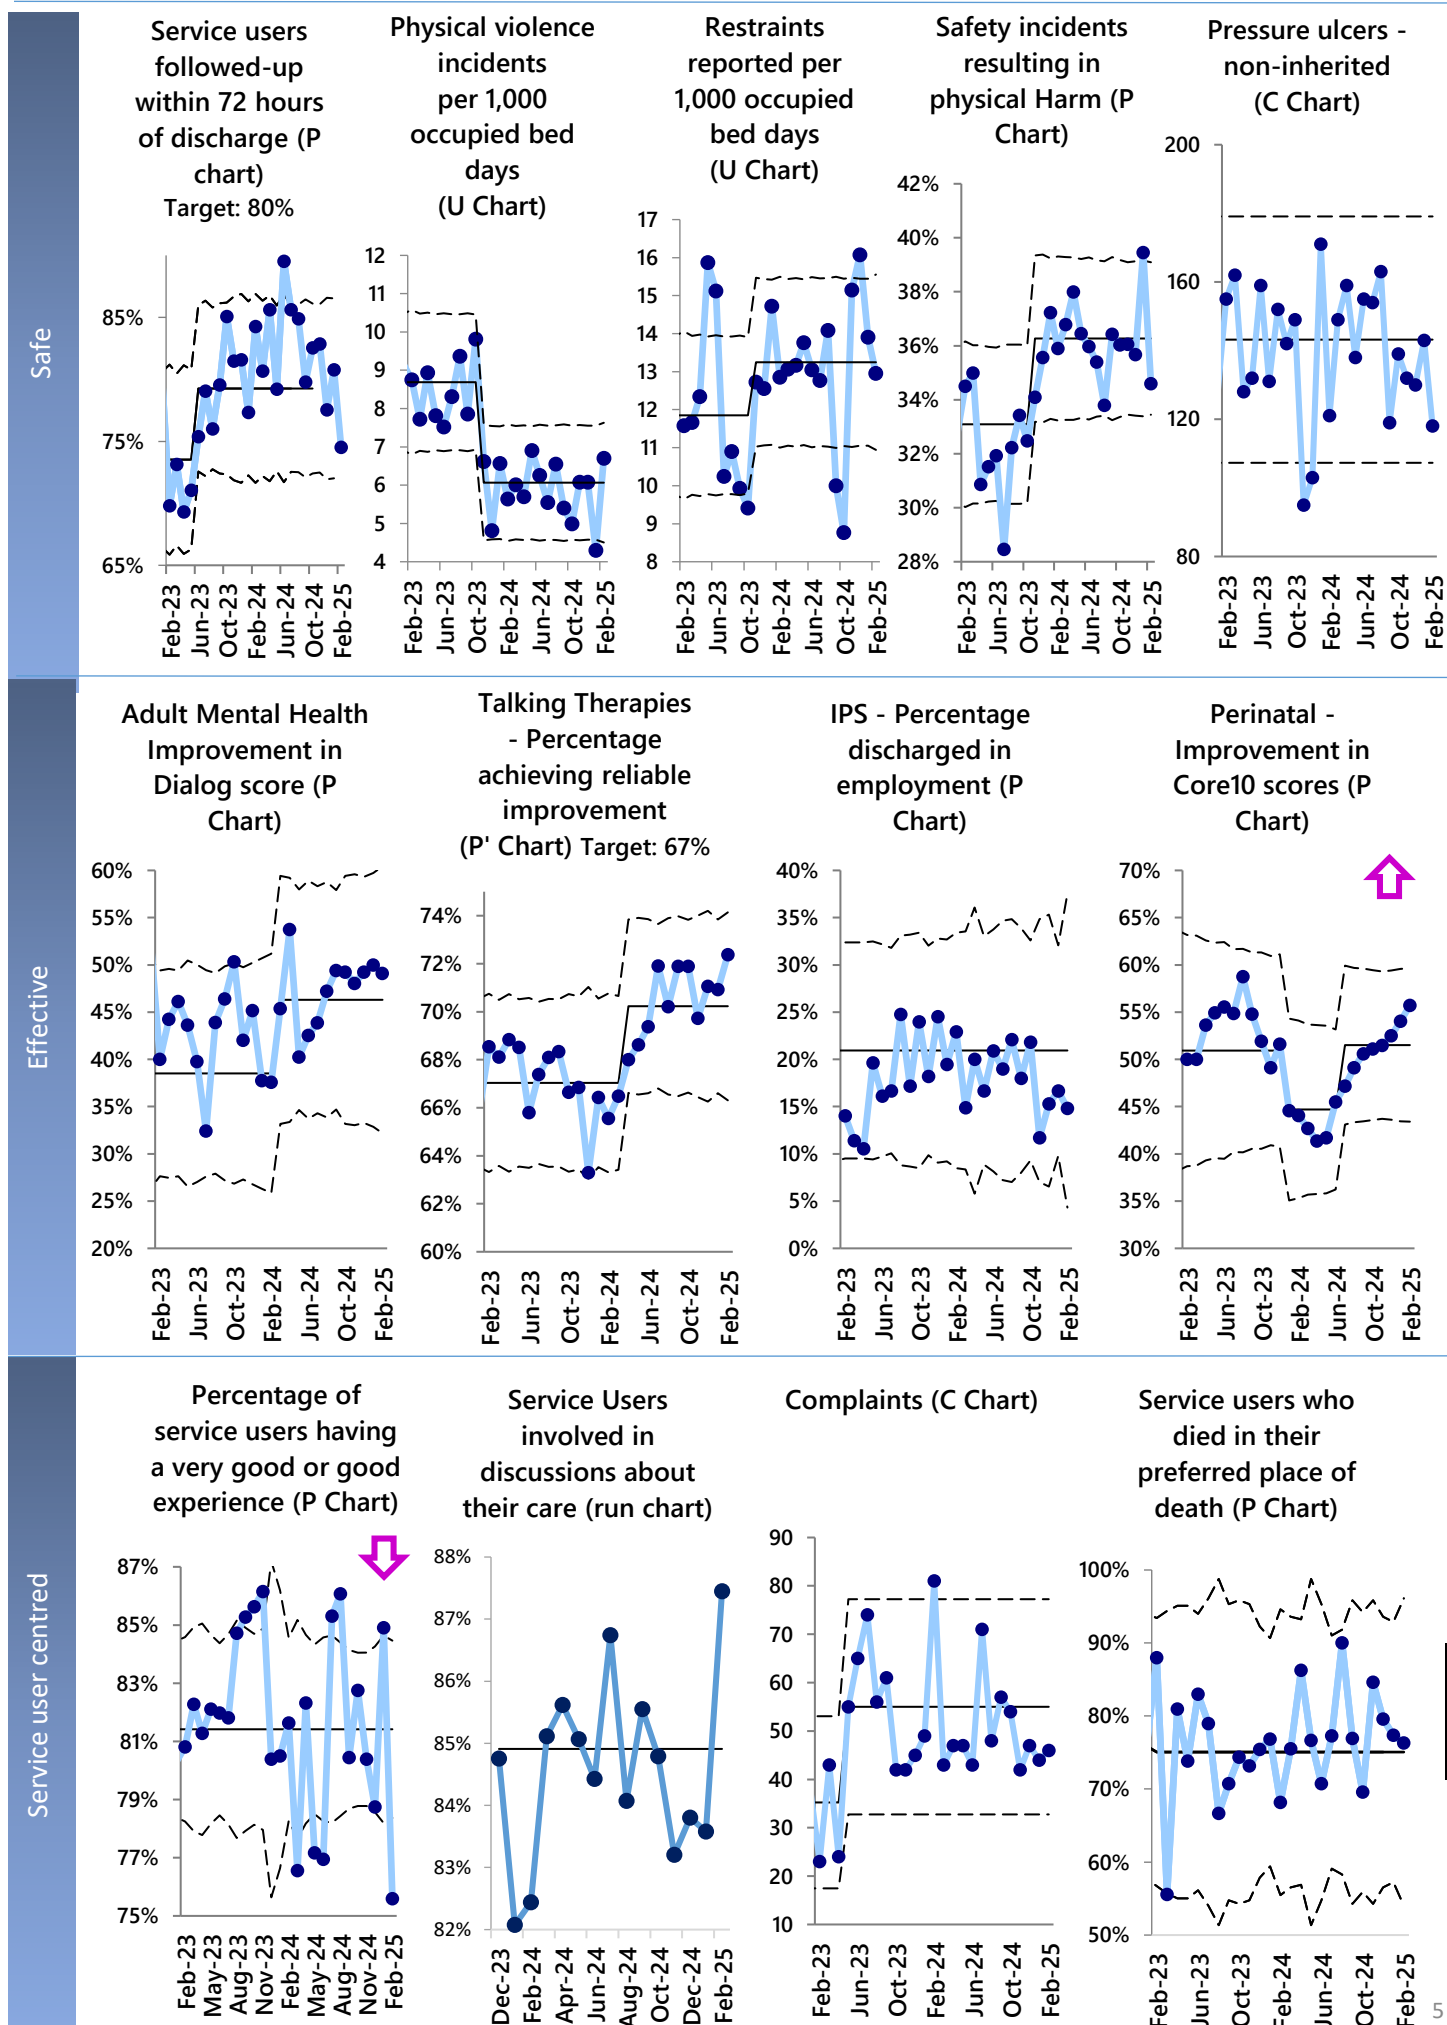 Safe
Service users
followed-up
within 72 hours
of discharge (P
chart)
Target: 80%
85%
75%
65%
Feb-23
Jun-23
Oct-23
Feb-24
Jun-24
Oct-24
Feb-25
Physical violence
incidents
per 1,000
occupied bed
days
(U Chart)
12
11
10
9
8
7
6
5
4
Feb-23
Jun-23
Oct-23
Feb-24
Jun-24
Oct-24
Feb-25
Restraints
reported per
1,000 occupied
bed days
(U Chart)
17
16
15
14
13
12
11
10
9
8
Feb-23
Jun-23
Oct-23
Feb-24
Jun-24
Oct-24
Feb-25
Safety incidents
resulting in
physical Harm (P
Chart)
42%
40%
38%
36%
34%
32%
30%
28%
Feb-23
Jun-23
Oct-23
Feb-24
Jun-24
Oct-24
Feb-25
Pressure ulcers -
non-inherited
(C Chart)
200
160
120
80
Feb-23
Jun-23
Oct-23
Feb-24
Jun-24
Oct-24
Feb-25
Effective
Adult Mental Health
Improvement in
Dialog score (P
Chart)
60%
55%
50%
45%
40%
35%
30%
25%
20%
Feb-23
Jun-23
Oct-23
Feb-24
Jun-24
Oct-24
Feb-25
Talking Therapies
- Percentage
achieving reliable
improvement
(P' Chart) Target: 67%
74%
72%
70%
68%
66%
64%
62%
60%
Feb-23
Jun-23
Oct-23
Feb-24
Jun-24
Oct-24
Feb-25
IPS - Percentage
discharged in
employment (P
Chart)
40%
35%
30%
25%
20%
15%
10%
5%
0%
Feb-23
Jun-23
Oct-23
Feb-24
Jun-24
Oct-24
Feb-25
Perinatal -
Improvement in
Core10 scores (P
Chart)
70%
65%
60%
55%
50%
45%
40%
35%
30%
Feb-23
Jun-23
Oct-23
Feb-24
Jun-24
Oct-24
Feb-25
Service user centred
Percentage of
service users having
a very good or good
experience (P Chart)
87%
85%
83%
81%
79%
77%
75%
Feb-23
May-23
Aug-23
Nov-23
Feb-24
May-24
Aug-24
Nov-24
Feb-25
Service Users
involved in
discussions about
their care (run chart)
88%
87%
86%
85%
84%
83%
82%
Dec-23
Feb-24
Apr-24
Jun-24
Aug-24
Oct-24
Dec-24
Feb-25
Complaints (C Chart)
90
80
70
60
50
40
30
20
10
Feb-23
Jun-23
Oct-23
Feb-24
Jun-24
Oct-24
Feb-25
Service users who
died in their
preferred place of
death (P Chart)
100%
90%
80%
70%
60%
50%
Feb-23
Jun-23
Oct-23
Feb-24
Jun-24
Oct-24
Feb-25
5